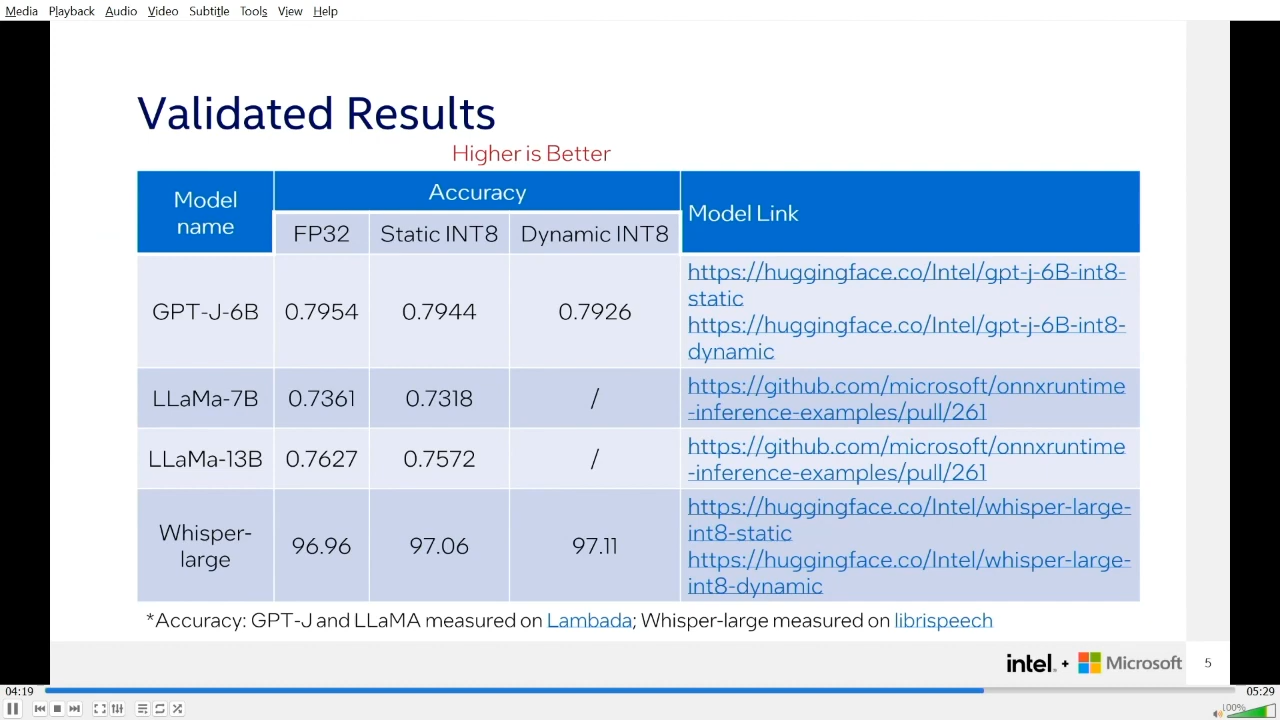 Media Playback Audio Video Subtitle Tools View Help
Validated Results
Higher is Better
Model name
Accuracy
Model Link
FP32 Static INT8 Dynamic INT8
GPT-J-6B 0.7954 0.7944 0.7926
https://huggingface.co/Intel/gpt-j-6B-int8-
static
https://huggingface.co/Intel/gpt-j-6B-int8-
dynamic
LLaMa-7B 0.7361 0.7318 /
https://github.com/microsoft/onnxruntime
-inference-examples/pull/261
LLaMa-13B 0.7627 0.7572 /
https://github.com/microsoft/onnxruntime
-inference-examples/pull/261
Whisper-
large
96.96 97.06 97.11
https://huggingface.co/Intel/whisper-large-
int8-static
https://huggingface.co/Intel/whisper-large-
int8-dynamic
*Accuracy: GPT-J and LLaMA measured on Lambada; Whisper-large measured on librispeech
intel. + Microsoft 5
04:19 05:29
100%